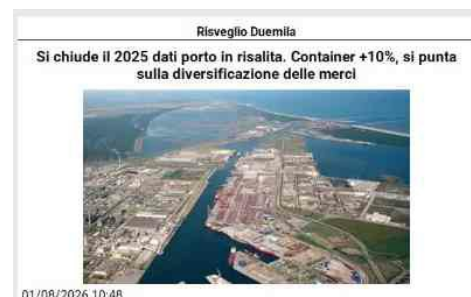 Risveglio Duemila
Si chiude il 2025 dati porto in risalita. Container +10%, si punta
sulla diversificazione delle merci
01/08/2026 10:48